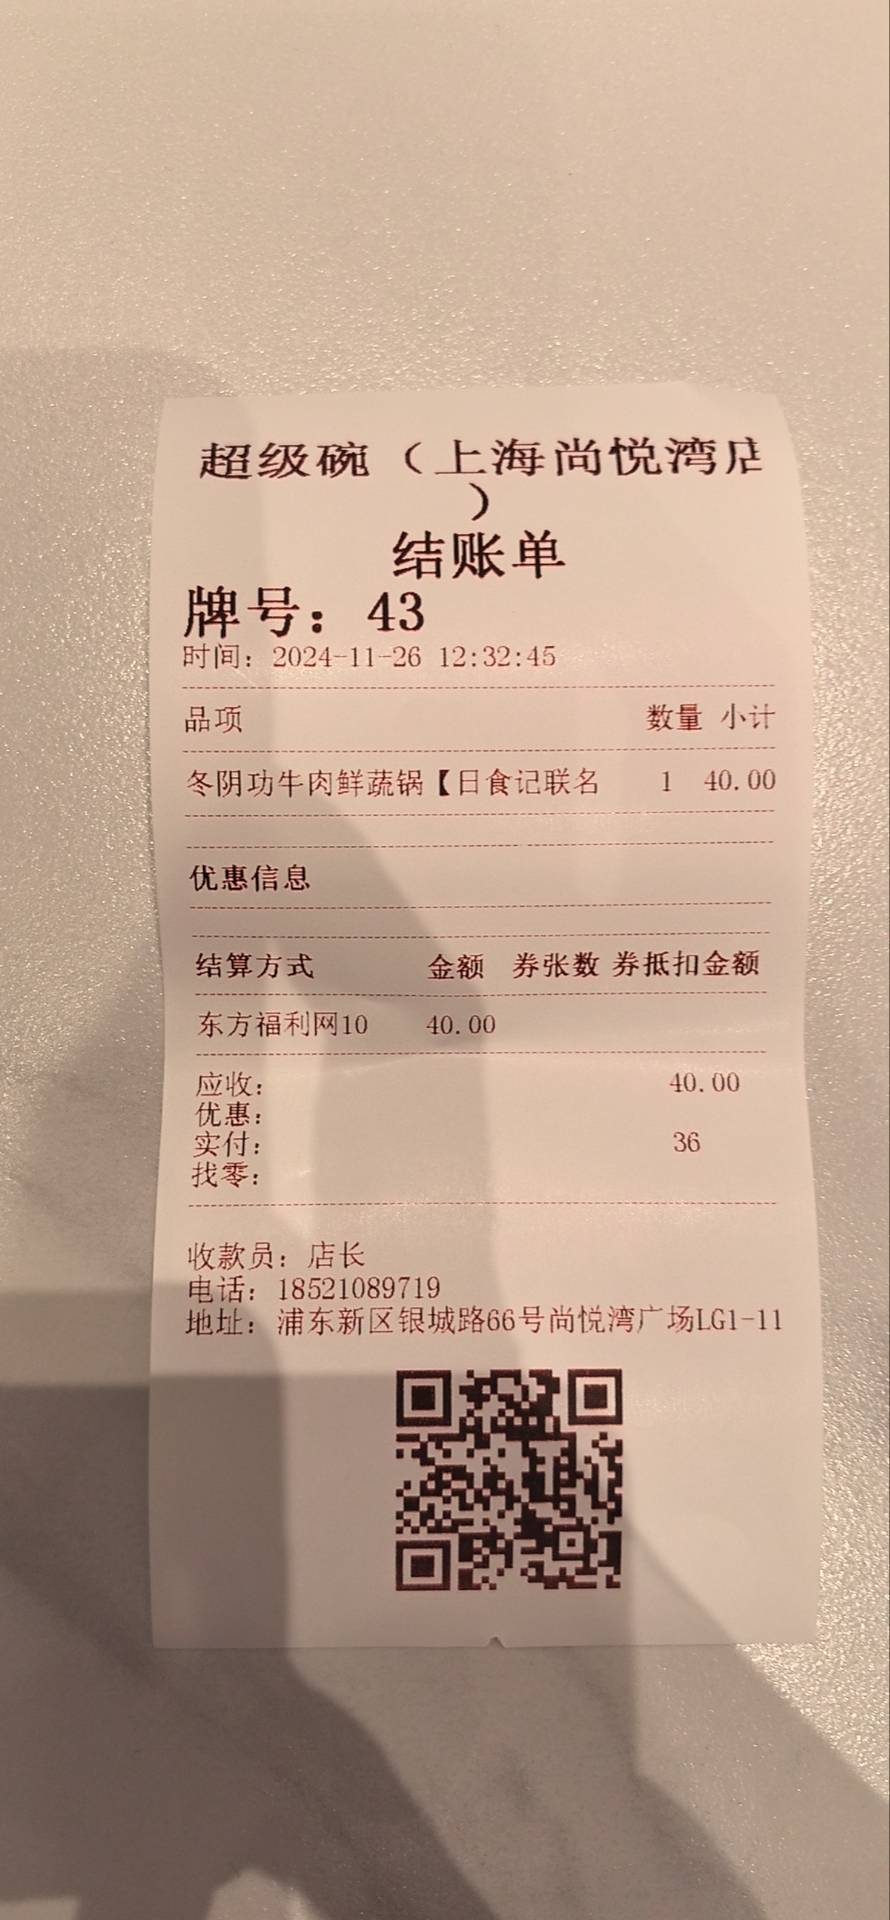 超级碗（上海尚悦湾店
）
结账单
牌号：43
时间：2024-11-26 12:32:45
品项 数量 小计
冬阴功牛肉鲜蔬锅【日食记联名 1 40.00
优惠信息
结算方式 金额 券张数 券抵扣金额
东方福利网10 40.00
应收： 40.00
优惠：
实付： 36
找零：
收款员：店长
电话：18521089719
地址：浦东新区银城路66号尚悦湾广场LG1-11